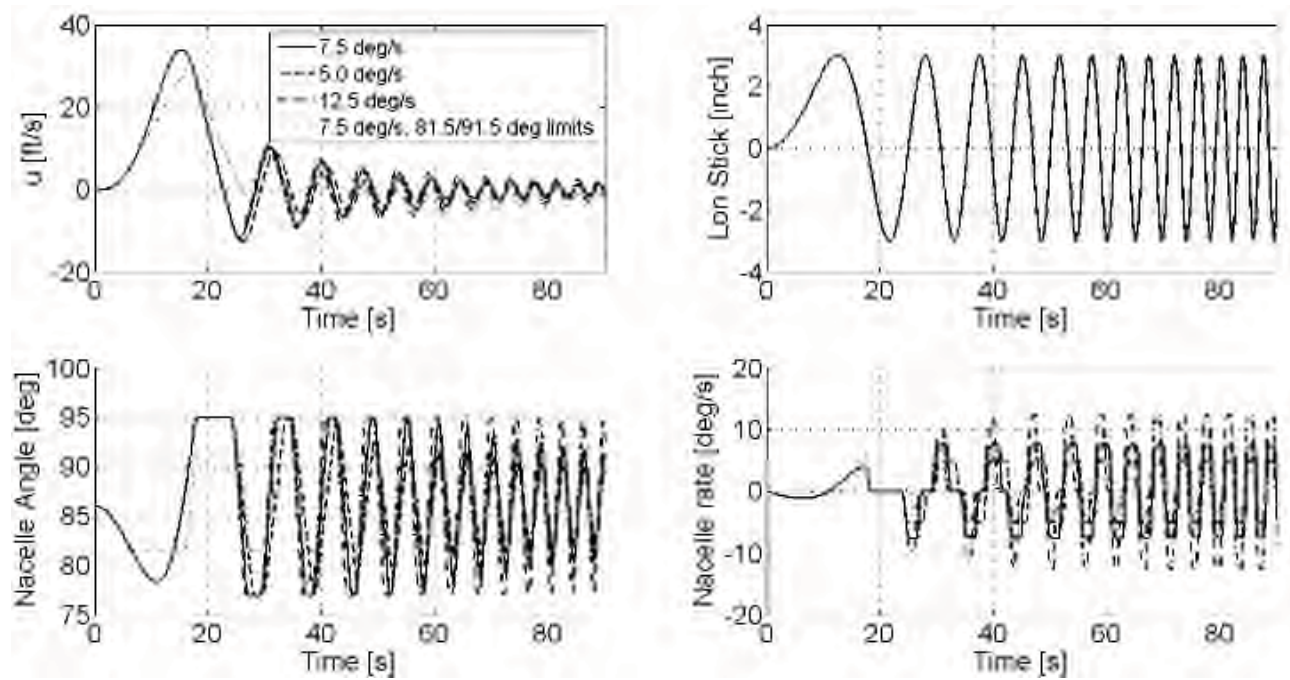 u [ft/s]
40
20
0
-20
7.5 deg/s
5.0 deg/s
12.5 deg/s
7.5 deg/s, 81.5/91.5 deg limits
0 20 40 60 80
Time [s]
Lon Stick [inch]
4
2
0
-2
-4
0 20 40 60 80
Time [s]
Nacelle Angle [deg]
100
95
90
85
80
75
0 20 40 60 80
Time [s]
Nacelle rate [deg/s]
20
10
0
-10
-20
0 20 40 60 80
Time [s]